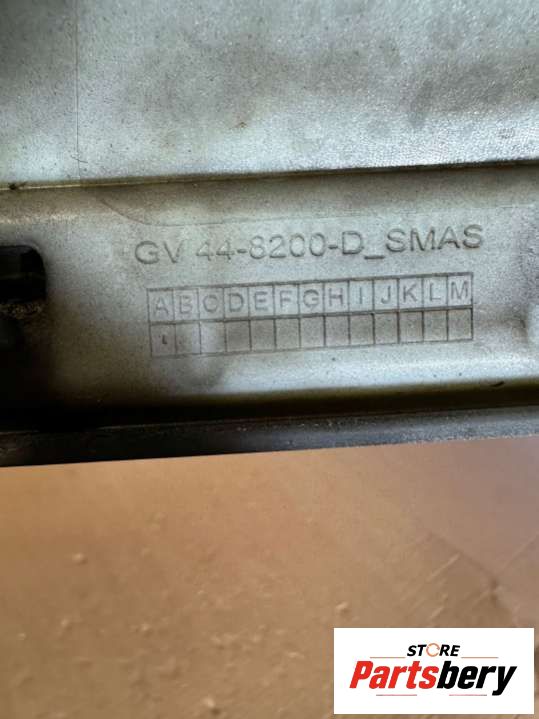 GV 44-8200-D_SMAS
A B C D E F G H I J K L M
STORE
Partsbery